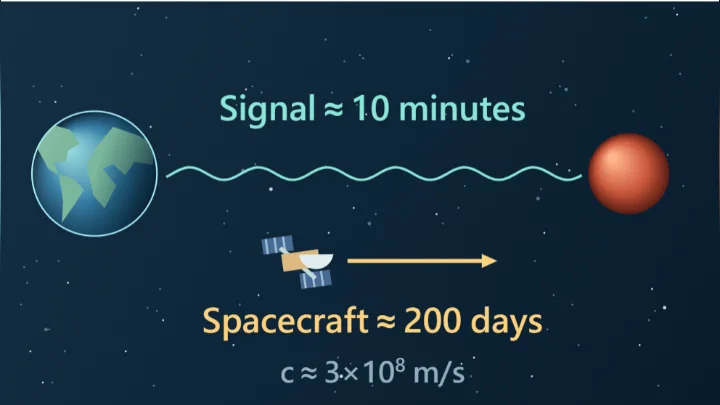 Signal ≈ 10 minutes
Spacecraft ≈ 200 days
c ≈ 3×10⁸ m/s